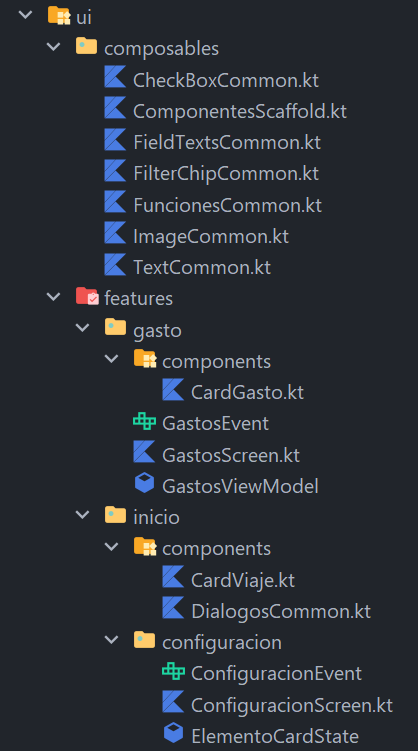 ui
composables
CheckBoxCommon.kt
ComponentesScaffold.kt
FieldTextsCommon.kt
FilterChipCommon.kt
FuncionesCommon.kt
ImageCommon.kt
TextCommon.kt
features
gasto
components
CardGasto.kt
GastosEvent
GastosScreen.kt
GastosViewModel
inicio
components
CardViaje.kt
DialogosCommon.kt
configuracion
ConfiguracionEvent
ConfiguracionScreen.kt
ElementoCardState